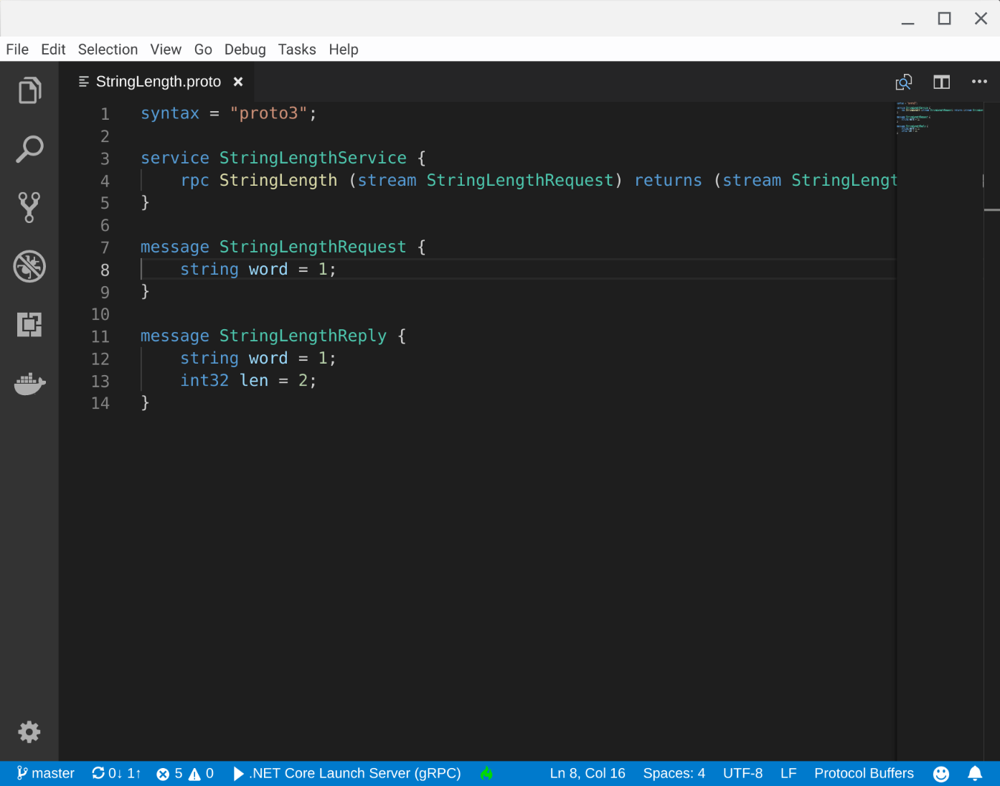 File Edit Selection View Go Debug Tasks Help
StringLength.proto
1 syntax = "proto3";
2
3 service StringLengthService {
4 rpc StringLength (stream StringLengthRequest) returns (stream StringLengt
5 }
6
7 message StringLengthRequest {
8 string word = 1;
9 }
10
11 message StringLengthReply {
12 string word = 1;
13 int32 len = 2;
14 }
master 0↓ 1↑ 5 0 .NET Core Launch Server (gRPC) Ln 8, Col 16 Spaces: 4 UTF-8 LF Protocol Buffers